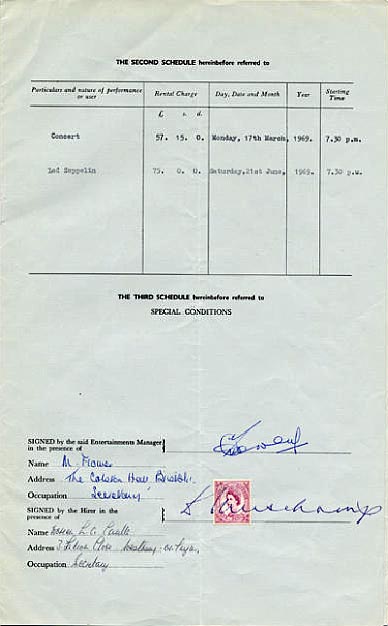 THE SECOND SCHEDULE hereinbefore referred to
Particulars and nature of performance or user Rental Charge Day, Date and Month Year Starting Time
£ s. d.
Concert 57. 15. 0. Monday, 17th March, 1969. 7.30 p.m.
Led Zeppelin 75. 0. 0. Saturday, 21st June, 1969. 7.30 p.m.
THE THIRD SCHEDULE hereinbefore referred to
SPECIAL CONDITIONS
SIGNED by the said Entertainments Manager
in the presence of
Name M.
Address The Colston Hall Bristol.
Occupation Secretary
SIGNED by the Hirer in the
presence of
Name
Address 3 Close
Occupation Secretary